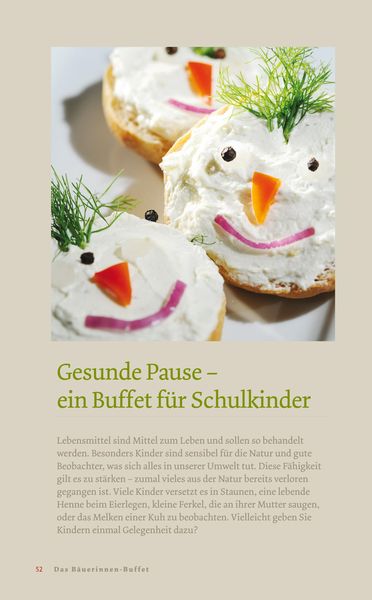 Gesunde Pause –
ein Buffet für Schulkinder
Lebensmittel sind Mittel zum Leben und sollen so behandelt
werden. Besonders Kinder sind sensibel für die Natur und gute
Beobachter, was sich alles in unserer Umwelt tut. Diese Fähigkeit
gilt es zu stärken – zumal vieles aus der Natur bereits verloren
gegangen ist. Viele Kinder versetzt es in Staunen, eine lebende
Henne beim Eierlegen, kleine Ferkel, die an ihrer Mutter saugen,
oder das Melken einer Kuh zu beobachten. Vielleicht geben Sie
Kindern einmal Gelegenheit dazu?
52 Das Bäuerinnen-Buffet